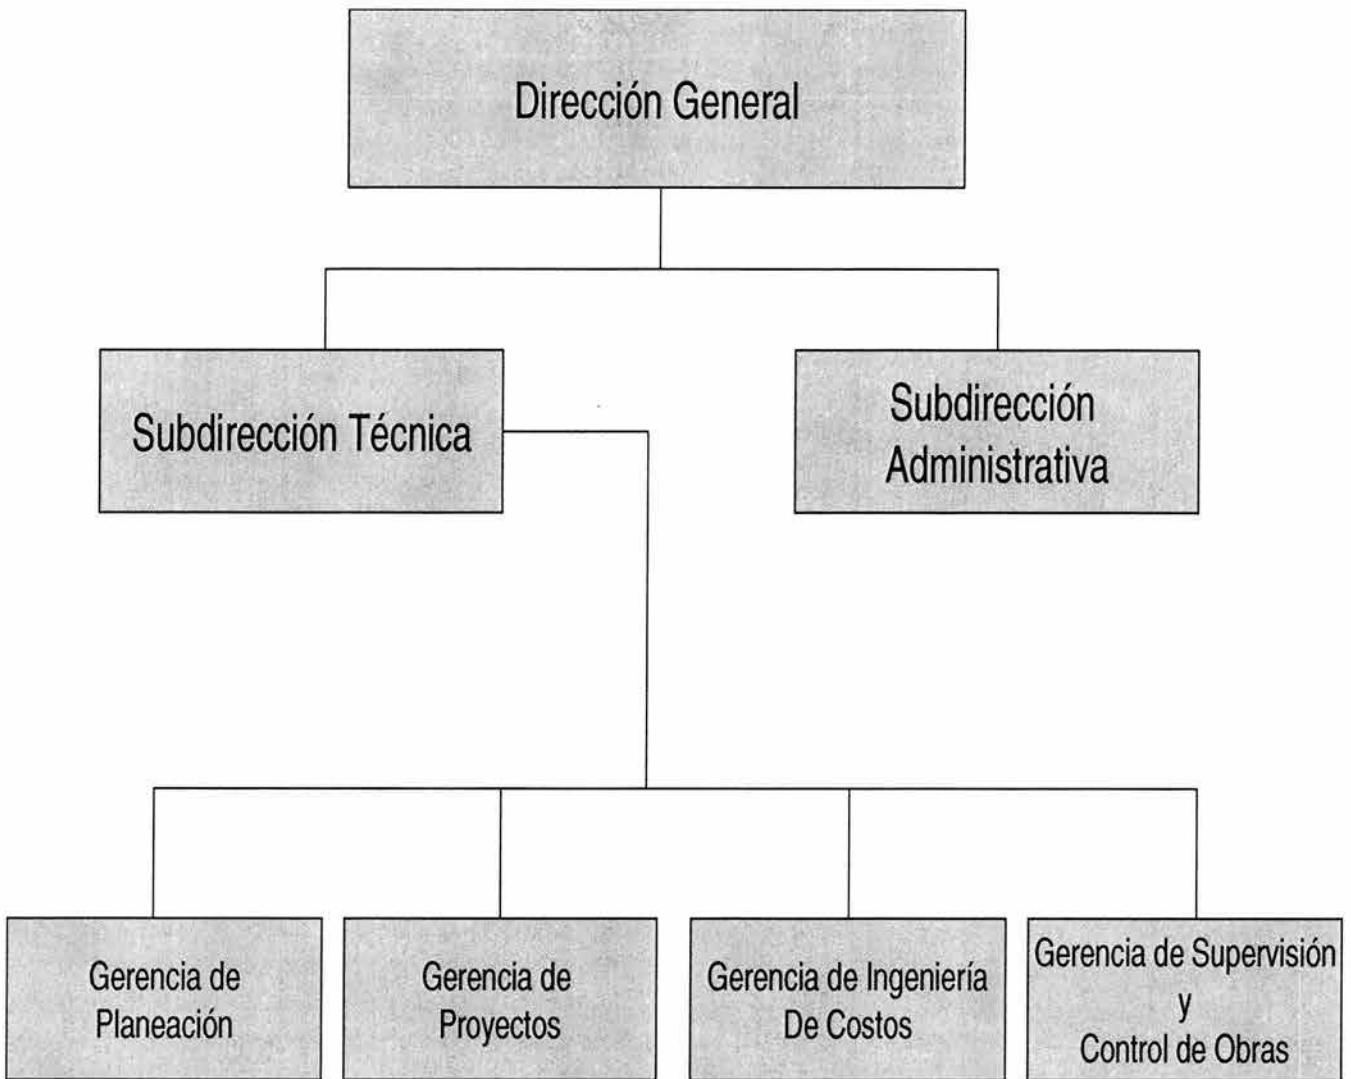 Dirección General
Subdirección Técnica
Subdirección
Administrativa
Gerencia de
Planeación
Gerencia de
Proyectos
Gerencia de Ingeniería
De Costos
Gerencia de Supervisión
y
Control de Obras